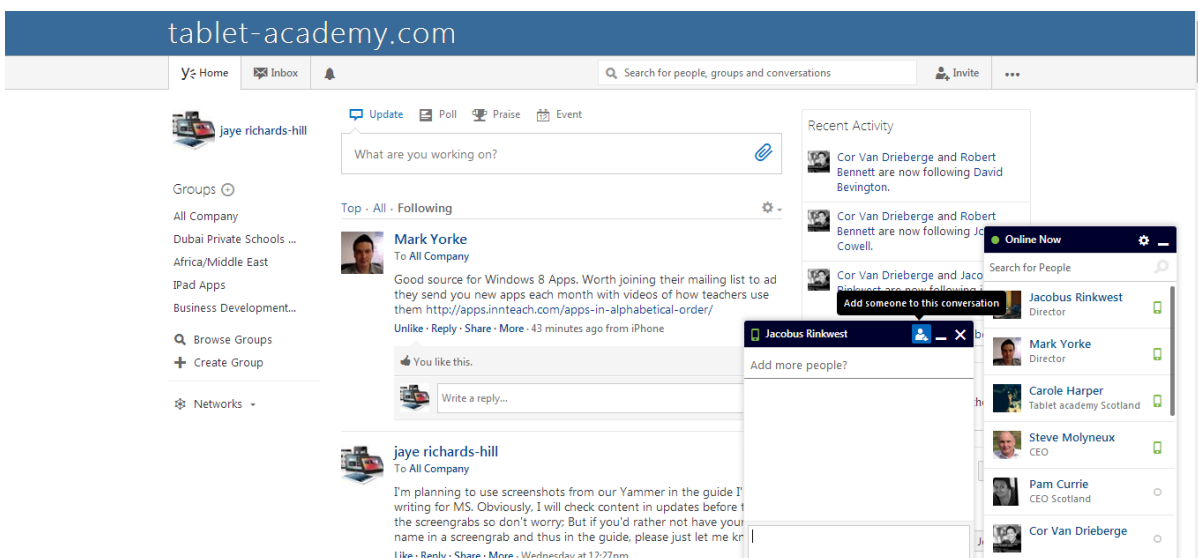 tablet-academy.com
Home
Inbox
Search for people, groups and conversations
Invite
jaye richards-hill
Groups
All Company
Dubai Private Schools ...
Africa/Middle East
IPad Apps
Business Development...
Browse Groups
Create Group
Networks
Update
Poll
Praise
Event
What are you working on?
Top · All · Following
Mark Yorke
To All Company
Good source for Windows 8 Apps. Worth joining their mailing list to ad
they send you new apps each month with videos of how teachers use
them http://apps.innteach.com/apps-in-alphabetical-order/
Unlike · Reply · Share · More · 43 minutes ago from iPhone
You like this.
Write a reply...
jaye richards-hill
To All Company
I'm planning to use screenshots from our Yammer in the guide I'
writing for MS. Obviously, I will check content in updates before
the screengrabs so don't worry; But if you'd rather not have your
name in a screengrab and thus in the guide, please just let me
Like · Reply · Share · More · Wednesday at 12:27pm
Recent Activity
Cor Van Drieberge and Robert
Bennett are now following David
Bevington.
Cor Van Drieberge and Robert
Bennett are now following
Cowell.
Cor Van Drieberge and Jaco
Add someone to this conversation
Jacobus Rinkwest
Add more people?
Online Now
Search for People
Jacobus Rinkwest
Director
Mark Yorke
Director
Carole Harper
Tablet academy Scotland
Steve Molyneux
CEO
Pam Currie
CEO Scotland
Cor Van Drieberge